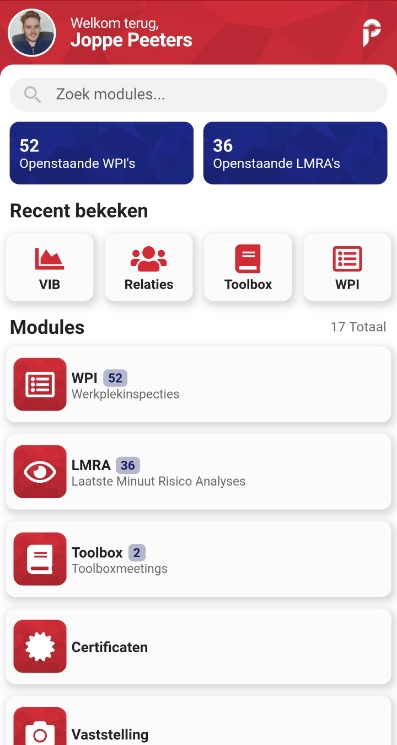 Welkom terug,
Joppe Peeters
Zoek modules...
52
Openstaande WPI's
36
Openstaande LMRA's
Recent bekeken
VIB
Relaties
Toolbox
WPI
Modules
17 Totaal
WPI 52
Werkplekinspecties
LMRA 36
Laatste Minuut Risico Analyses
Toolbox 2
Toolboxmeetings
Certificaten
Vaststelling